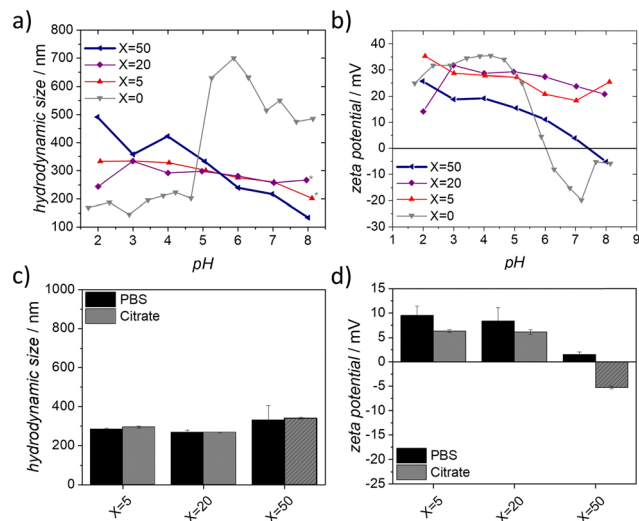 a)
hydrodynamic size / nm
800
700
600
500
400
300
200
100
X=50
X=20
X=5
X=0
*
*
2 3 4 5 6 7 8
pH
b)
zeta potential / mV
40
30
20
10
0
-10
-20
-30
X=50
X=20
X=5
X=0
1 2 3 4 5 6 7 8 9
pH
c)
hydrodynamic size / nm
1000
800
600
400
200
0
PBS
Citrate
X=5 X=20 X=50
d)
zeta potential / mV
25
20
15
10
5
0
-5
-10
-15
-20
-25
PBS
Citrate
X=5 X=20 X=50